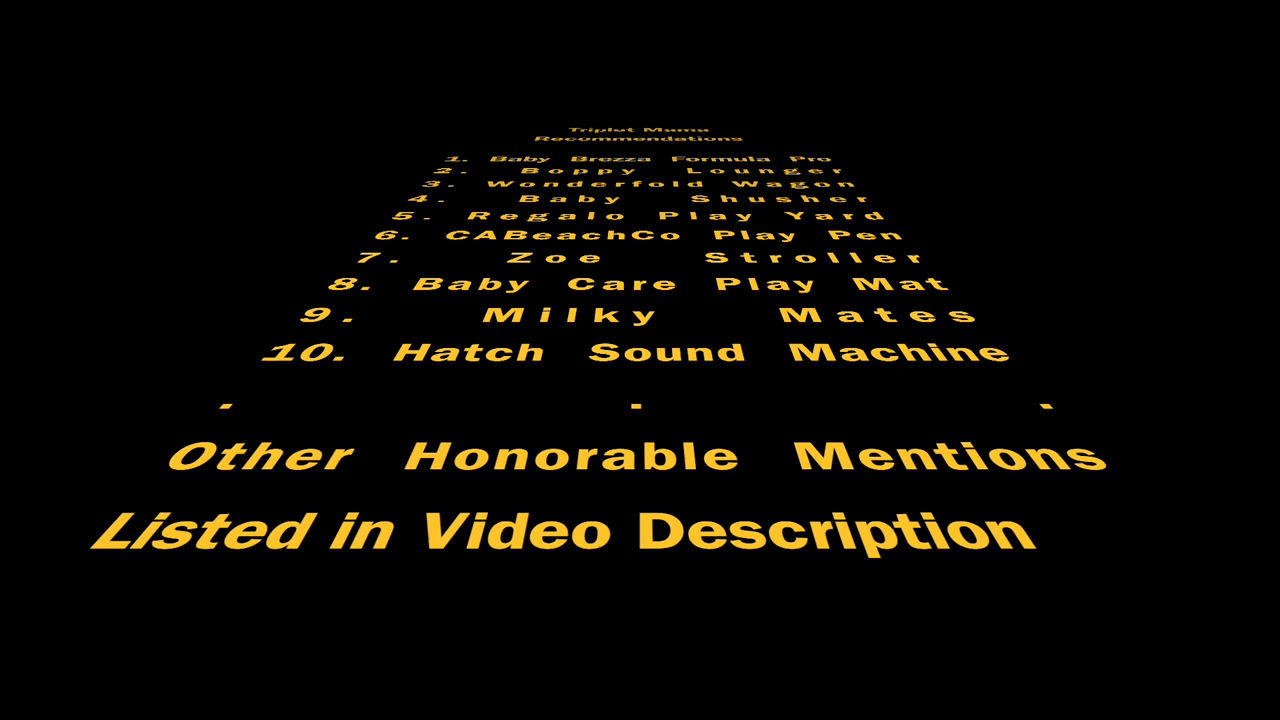 Triplet Mama
Recommendations
1. Baby Brezza Formula Pro
2. Boppy Lounger
3. Wonderfold Wagon
4. Baby Shusher
5. Regalo Play Yard
6. CABeachCo Play Pen
7. Zoe Stroller
8. Baby Care Play Mat
9. Milky Mates
10. Hatch Sound Machine
. . .
Other Honorable Mentions
Listed in Video Description